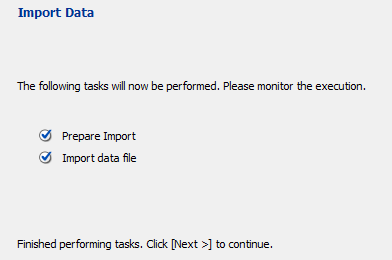 Import Data
The following tasks will now be performed. Please monitor the execution.
Prepare Import
Import data file
Finished performing tasks. Click [Next >] to continue.